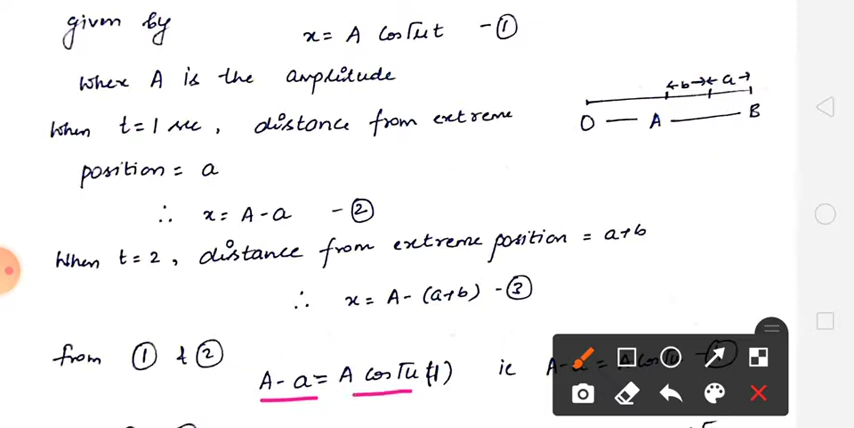 given by
x = A cos√μ t - ①
where A is the amplitude
←b→←a→
O — A — B
When t=1 sec, distance from extreme
position = a
∴ x = A-a - ②
When t=2, distance from extreme position = a+b
∴ x = A-(a+b) - ③
from ① & ②
A-a = A cos√μ (1) ie